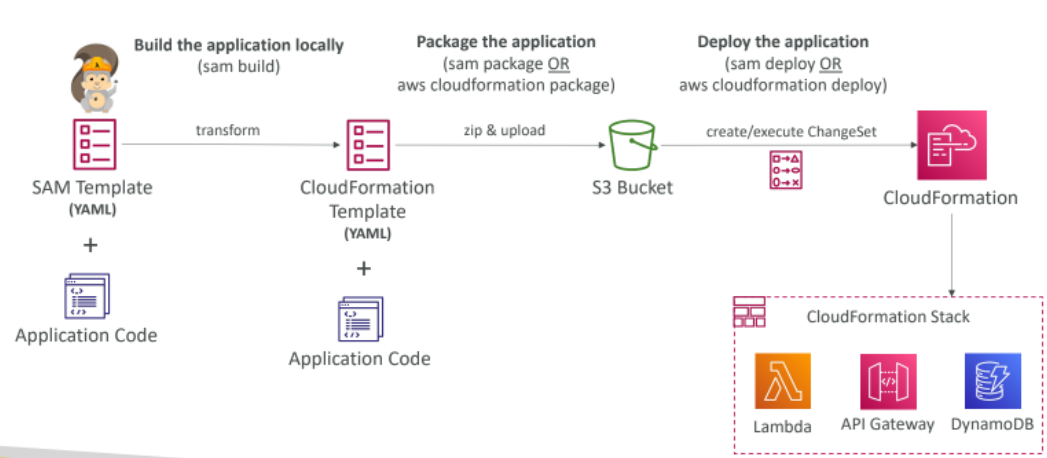 Build the application locally
(sam build)
Package the application
(sam package OR
aws cloudformation package)
Deploy the application
(sam deploy OR
aws cloudformation deploy)
transform
zip & upload
create/execute ChangeSet
SAM Template
(YAML)
+
Application Code
CloudFormation
Template
(YAML)
+
Application Code
S3 Bucket
CloudFormation
CloudFormation Stack
Lambda
API Gateway
DynamoDB